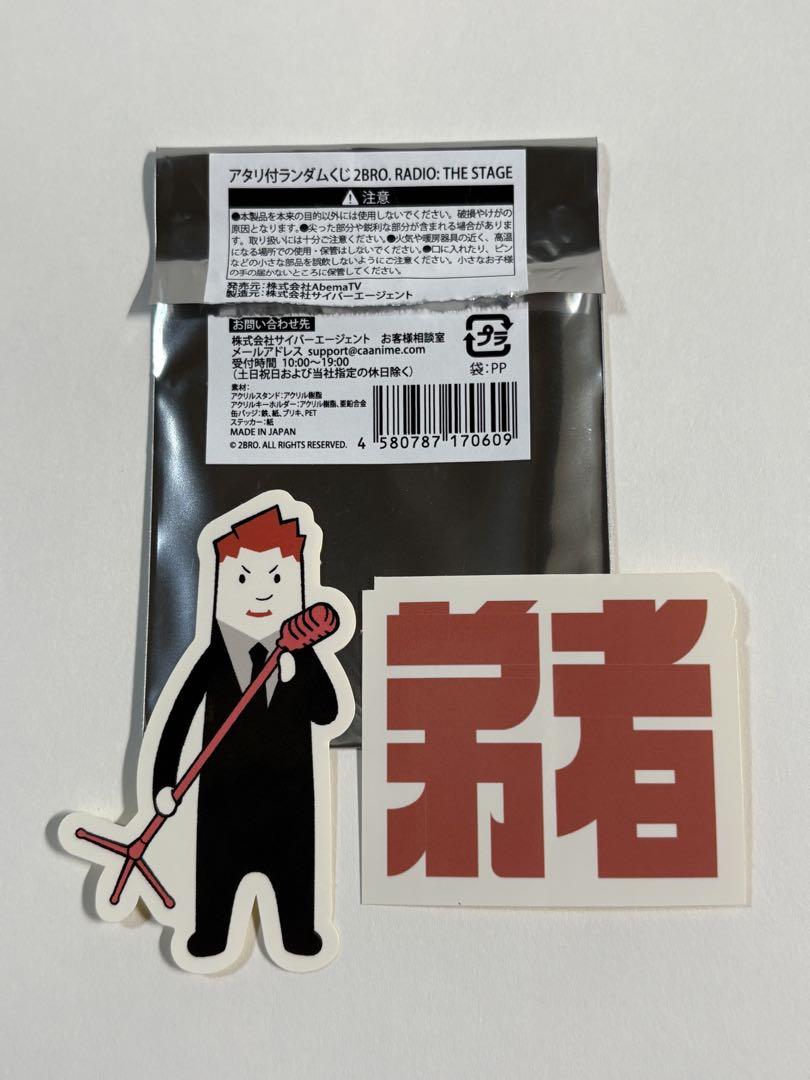 アタリ付ランダムくじ 2BRO. RADIO: THE STAGE
⚠ 注意
●本製品を本来の目的以外には使用しないでください。破損やけがの
原因となります。●尖った部分や鋭利な部分が含まれる場合がありま
す。取り扱いには十分ご注意ください。●火気や暖房器具の近く、高温
になる場所での使用・保管はしないでください。●口に入れたり、ピン
などの小さな部品を誤飲しないようにご注意ください。小さなお子様
の手の届かないところに保管してください。
発売元：株式会社AbemaTV
製造元：株式会社サイバーエージェント
お問い合わせ先
株式会社サイバーエージェント　お客様相談室
メールアドレス support@caanime.com
受付時間 10:00〜19:00
（土日祝日および当社指定の休日除く）
プラ
袋：PP
素材：
アクリルスタンド：アクリル樹脂
アクリルキーホルダー：アクリル樹脂、亜鉛合金
缶バッジ：鉄、紙、ブリキ、PET
ステッカー：紙
MADE IN JAPAN
© 2BRO. ALL RIGHTS RESERVED.
4 580787 170609
弟者